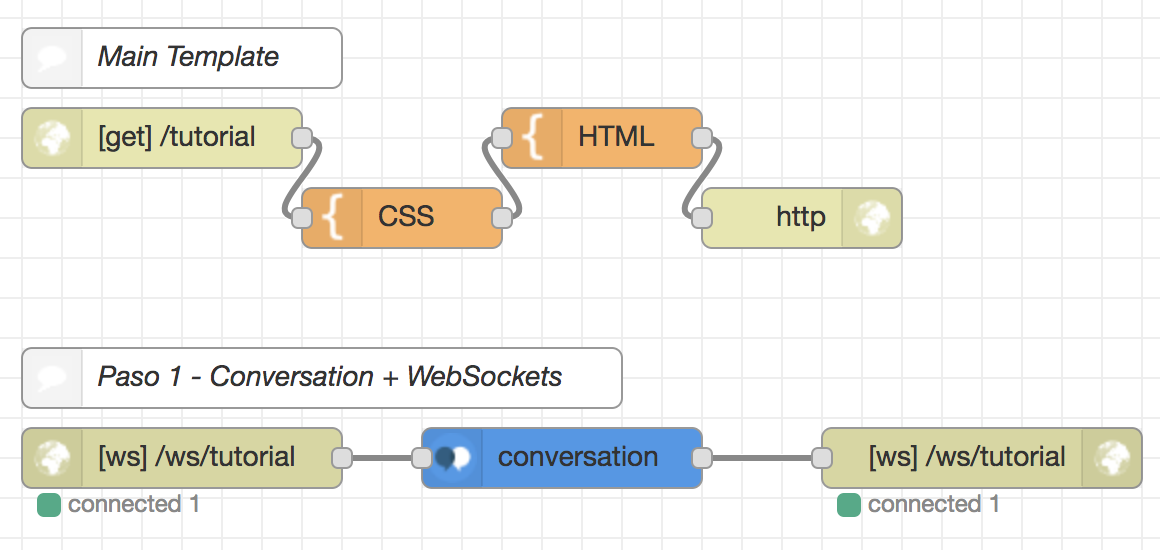 Main Template
[get] /tutorial
HTML
CSS
http
Paso 1 - Conversation + WebSockets
[ws] /ws/tutorial
conversation
[ws] /ws/tutorial
connected 1
connected 1